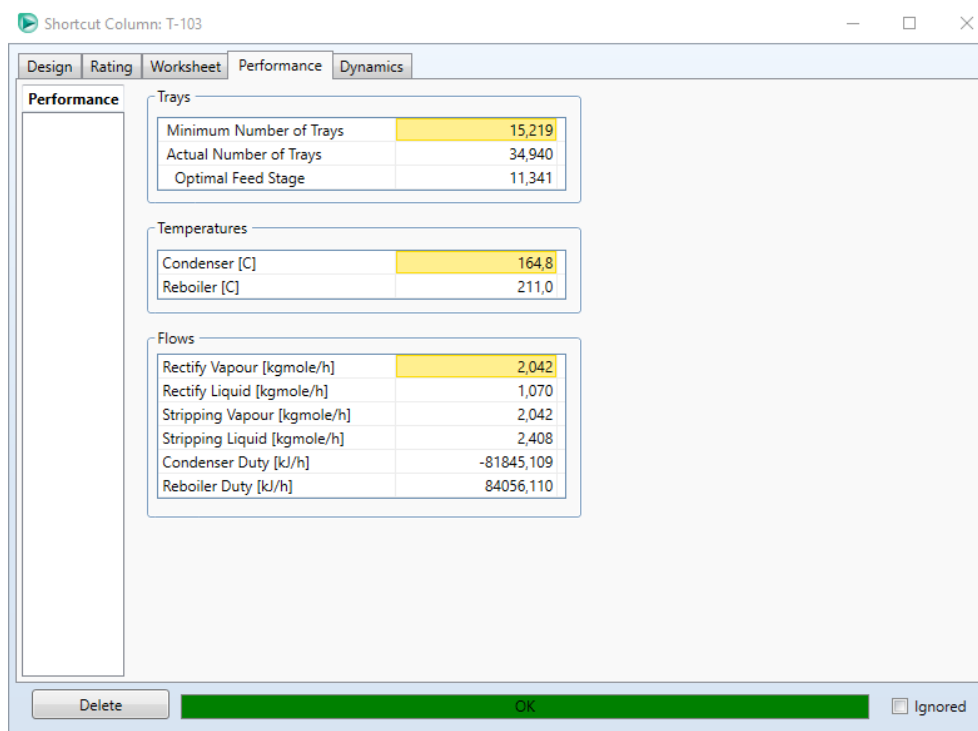 Shortcut Column: T-103
Design Rating Worksheet Performance Dynamics
Performance
Trays
Minimum Number of Trays 15,219
Actual Number of Trays 34,940
Optimal Feed Stage 11,341
Temperatures
Condenser [C] 164,8
Reboiler [C] 211,0
Flows
Rectify Vapour [kgmole/h] 2,042
Rectify Liquid [kgmole/h] 1,070
Stripping Vapour [kgmole/h] 2,042
Stripping Liquid [kgmole/h] 2,408
Condenser Duty [kJ/h] -81845,109
Reboiler Duty [kJ/h] 84056,110
Delete OK Ignored